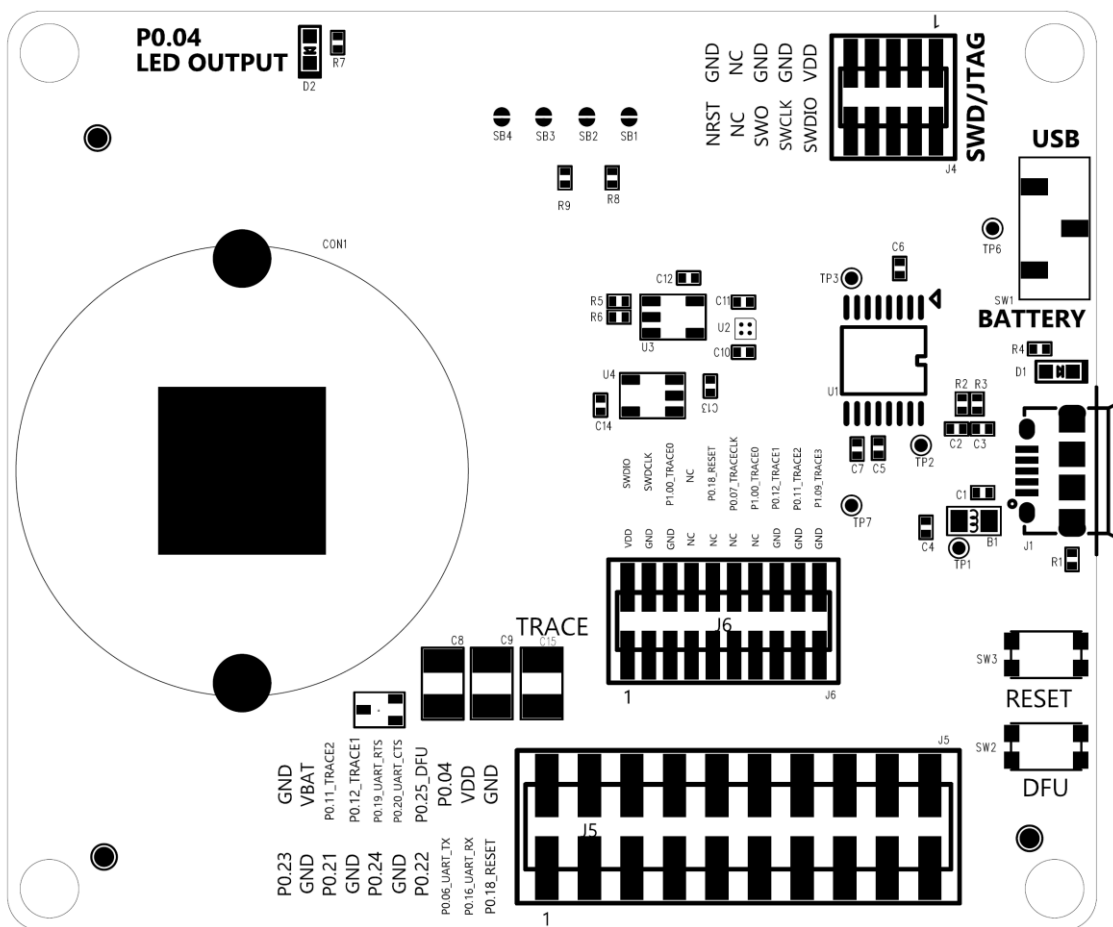 P0.04
LED OUTPUT
D2
R7
SB4
SB3
SB2
SB1
R9
R8
GND
NC
GND
GND
VDD
NRST
NC
SWO
SWCLK
SWDIO
1
J4
SWD/JTAG
USB
TP6
SW1
BATTERY
CON1
C12
R5
R6
U3
C11
U2
C10
U4
C14
C13
TP3
C6
U1
C7
C5
TP2
TP7
R4
D1
R2
R3
C2
C3
C1
C4
B1
TP1
J1
R1
SWDIO
SWDCLK
P1.00_TRACE0
NC
P0.18_RESET
P0.07_TRACECLK
P1.00_TRACE0
P0.12_TRACE1
P0.11_TRACE2
P1.09_TRACE3
VDD
GND
GND
NC
NC
NC
NC
GND
GND
GND
TRACE
J6
1
J6
C8
C9
C15
SW3
RESET
SW2
DFU
GND
VBAT
P0.11_TRACE2
P0.12_TRACE1
P0.19_UART_RTS
P0.20_UART_CTS
P0.25_DFU
P0.04
VDD
GND
P0.23
GND
P0.21
GND
P0.24
GND
P0.22
P0.06_UART_TX
P0.16_UART_RX
P0.18_RESET
J5
J5
1